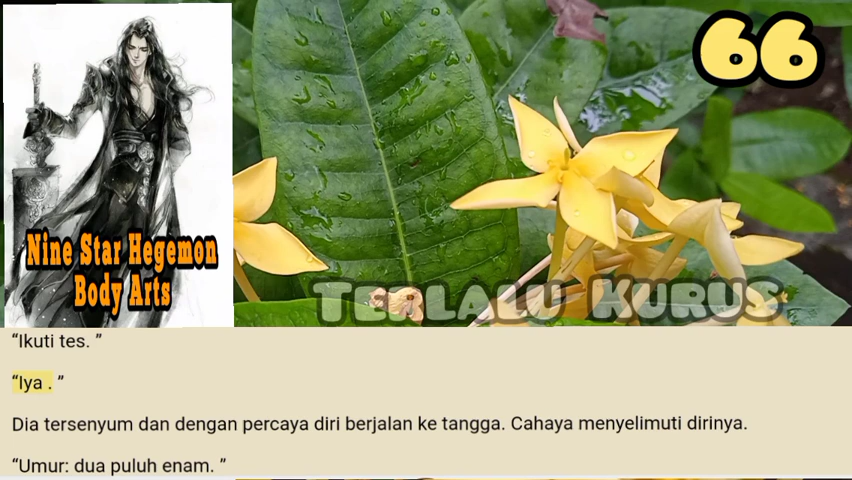 66
Nine Star Hegemon
Body Arts
Terlalu Kurus
“Ikuti tes. ”
“Iya . ”
Dia tersenyum dan dengan percaya diri berjalan ke tangga. Cahaya menyelimuti dirinya.
“Umur: dua puluh enam. ”